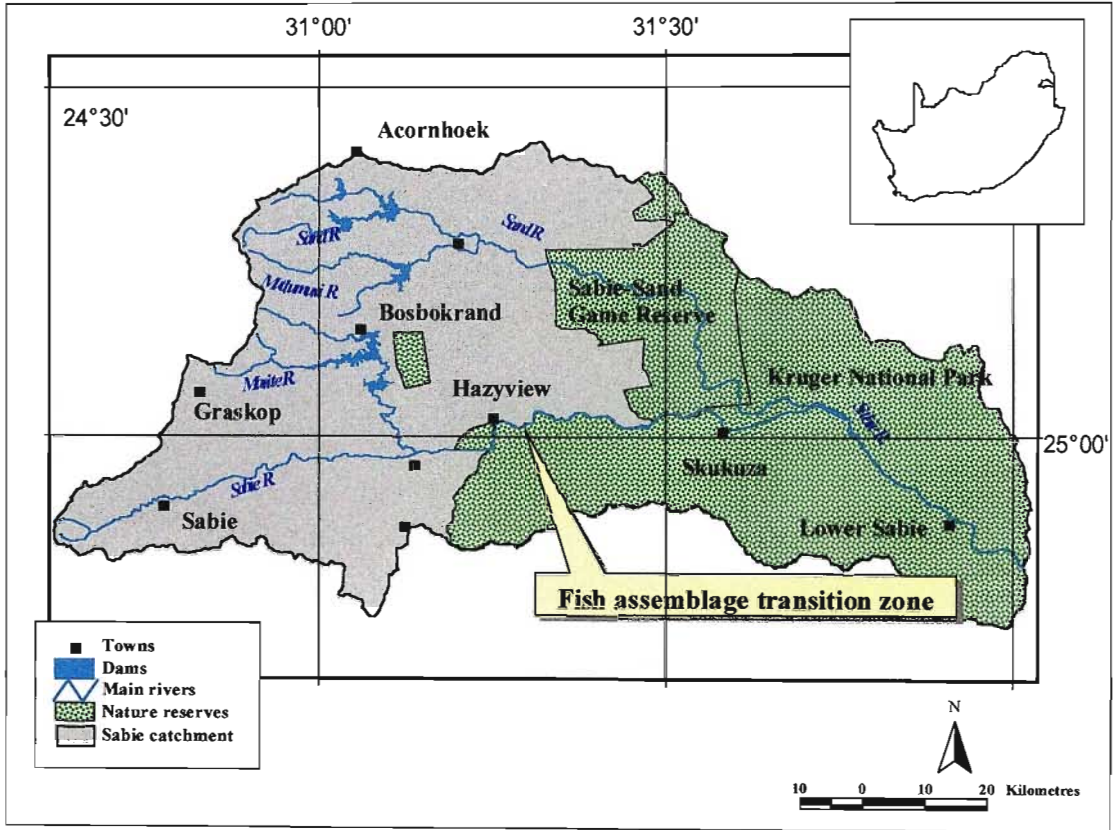 31°00'
31°30'
24°30'
Acornhoek
Sand R
Sand R
Bosbokrand
Sabie-Sand
Game Reserve
Kruger National Park
Marite R
Graskop
Hazyview
25°00'
Skukuza
Sabie R
Sabie R
Sabie
Lower Sabie
Fish assemblage transition zone
Towns
Dams
Main rivers
Nature reserves
Sabie catchment
N
10 0 10 20 Kilometres